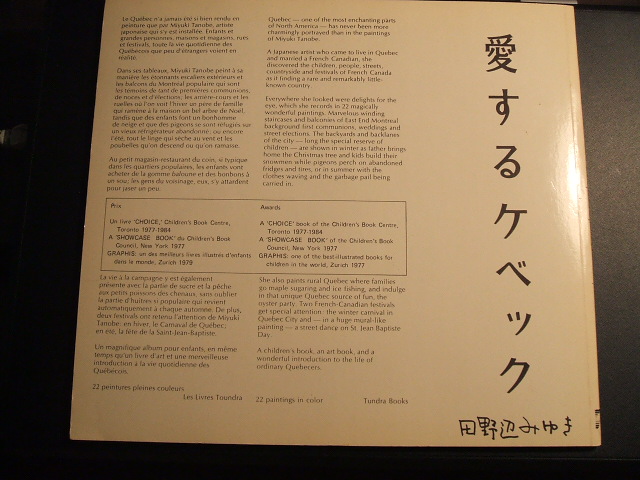 Le Québec n'a jamais été si bien rendu en
peinture que par Miyuki Tanobe, artiste
japonaise qui s'y est installée. Enfants et
grandes personnes, maisons et magasins, rues
et festivals, toute la vie quotidienne des
Québécois que peu d'étrangers voient en
réalité.
Dans ses tableaux, Miyuki Tanobe peint à sa
manière les étonnants escaliers extérieurs et
les balcons du Montréal populaire qui sont
les témoins de tant de premières communions,
de noces et d'élections, les arrière-cours et les
ruelles où l'on voit l'hiver un père de famille
qui ramène à la maison un bel arbre de Noël,
tandis que des enfants font un bonhomme
de neige et que des pigeons se sont réfugiés sur
un vieux réfrigérateur abandonné; ou encore
l'été, tout le linge qui sèche au vent et les
poubelles qu'on descend ou qu'on ramasse.
Au petit magasin-restaurant du coin, si typique
dans les quartiers populaires, les enfants vont
acheter de la gomme baloune et des bonbons à
un sou; les gens du voisinage, eux, s'y attardent
pour jaser un peu.
Quebec — one of the most enchanting parts
of North America — has never been more
charmingly portrayed than in the paintings
of Miyuki Tanobe.
A Japanese artist who came to live in Quebec
and married a French Canadian, she
discovered the children, people, streets,
countryside and festivals of French Canada
as if finding a rare and remarkably little-
known country.
Everywhere she looked were delights for the
eye, which she records in 22 magically
wonderful paintings. Marvelous winding
staircases and balconies of East End Montreal
background first communions, weddings and
street elections. The backyards and backlanes
of the city — long the special reserve of
children — are shown in winter as father brings
home the Christmas tree and kids build their
snowmen while pigeons perch on abandoned
fridges and tires, or in summer with the
clothes waving and the garbage pail being
carried in.
Prix:
Un livre 'CHOICE,' Children's Book Centre,
Toronto 1977-1984
A 'SHOWCASE BOOK' du Children's Book
Council, New York 1977
GRAPHIS: un des meilleurs livres illustrés d'enfants
dans le monde, Zurich 1979
Awards
A 'CHOICE' book of the Children's Book Centre,
Toronto 1977-1984
A 'SHOWCASE BOOK' of the Children's Book
Council, New York 1977
GRAPHIS: one of the best-illustrated books for
children in the world, Zurich 1977
La vie à la campagne y est également
présente avec la partie de sucre et la pêche
aux petits poissons des chenaux, sans oublier
la partie d'huîtres si populaire qui revient
automatiquement à chaque automne. De plus,
deux festivals ont retenu l'attention de Miyuki
Tanobe: en hiver, le Carnaval de Québec;
en été, la fête de la Saint-Jean-Baptiste.
Un magnifique album pour enfants, en même
temps qu'un livre d'art et une merveilleuse
introduction à la vie quotidienne des
Québécois.
22 peintures pleines couleurs
Les Livres Toundra
She also paints rural Quebec where families
go maple sugaring and ice fishing, and indulge
in that unique Quebec source of fun, the
oyster party. Two French-Canadian festivals
get special attention: the winter carnival in
Quebec City and — in a huge mural-like
painting — a street dance on St. Jean Baptiste
Day.
A children's book, an art book, and a
wonderful introduction to the life of
ordinary Quebecers.
22 paintings in color
Tundra Books
愛するケベック
田野辺みゆき